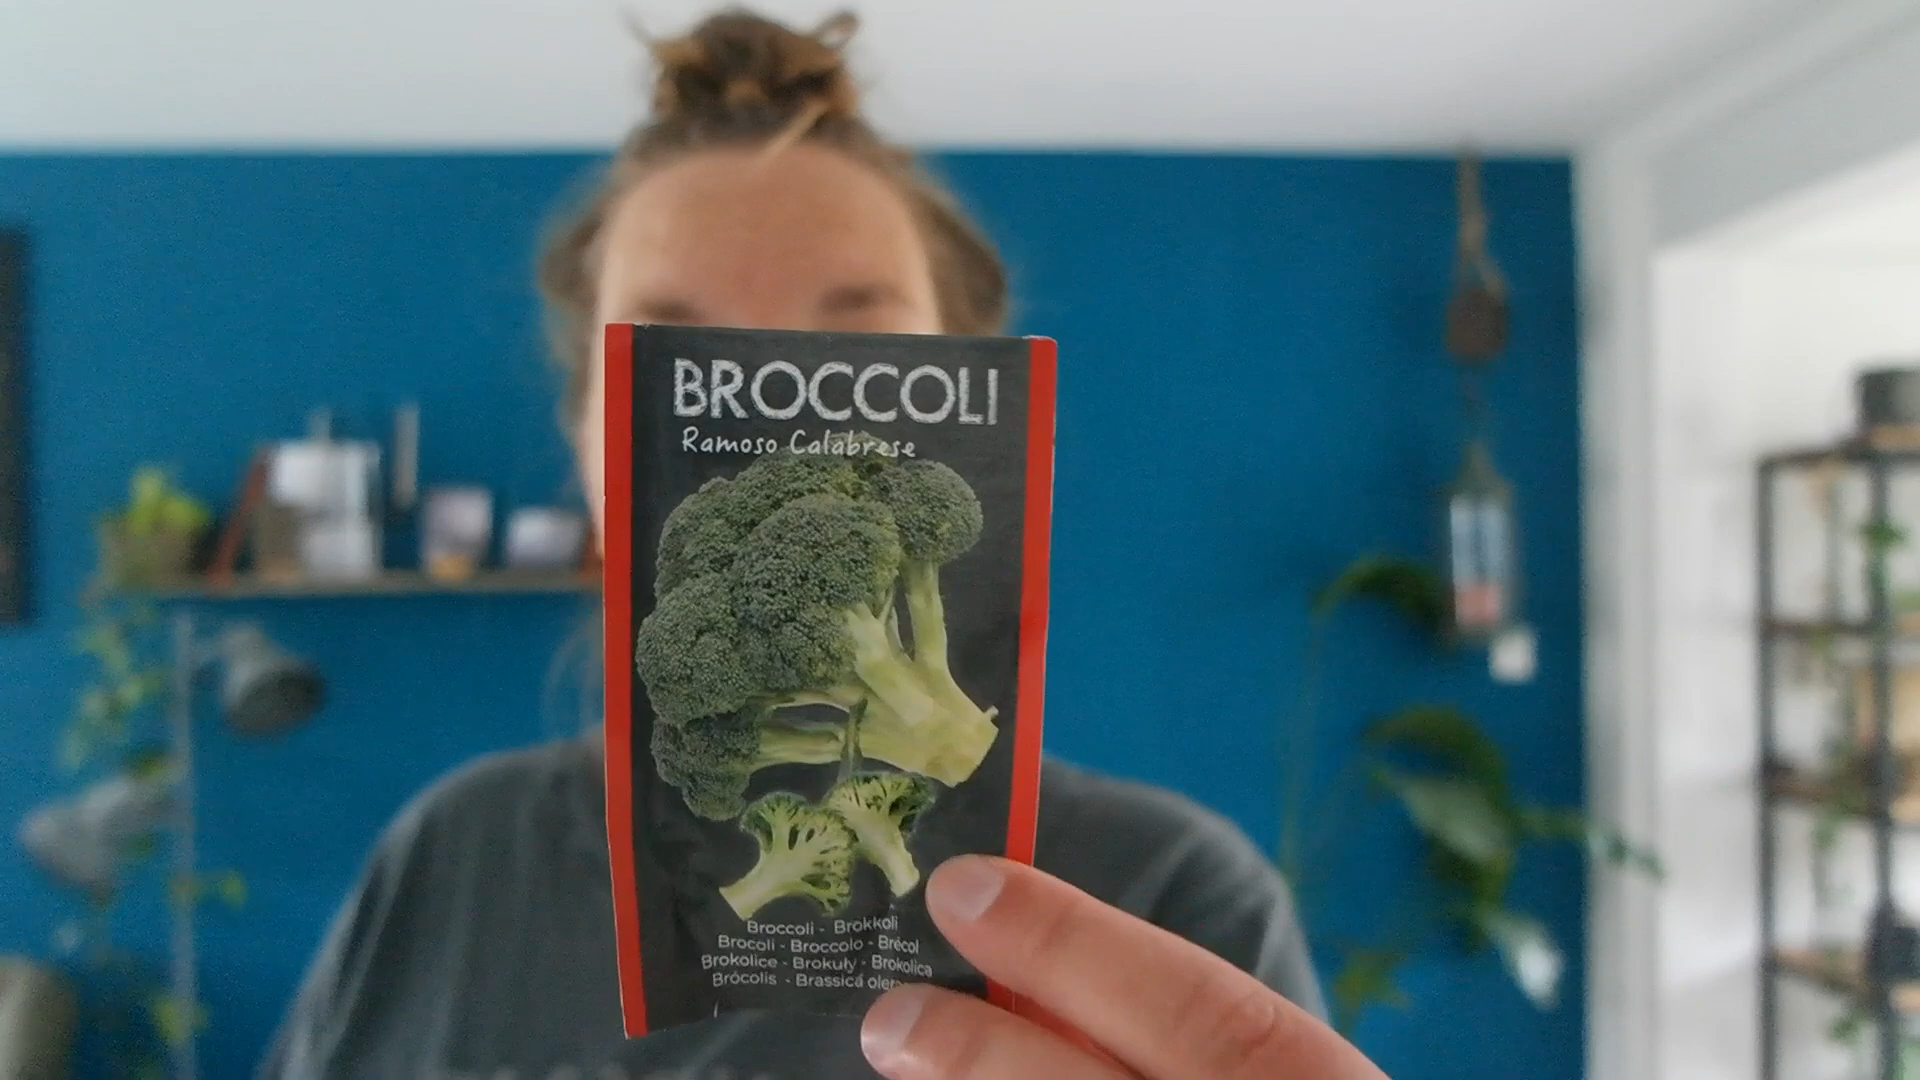 BROCCOLI
Ramoso Calabrese
Broccoli - Brokkoli
Brocoli - Broccolo - Brécol
Brokolice - Brokuły - Brokolica
Brócolis - Brassica